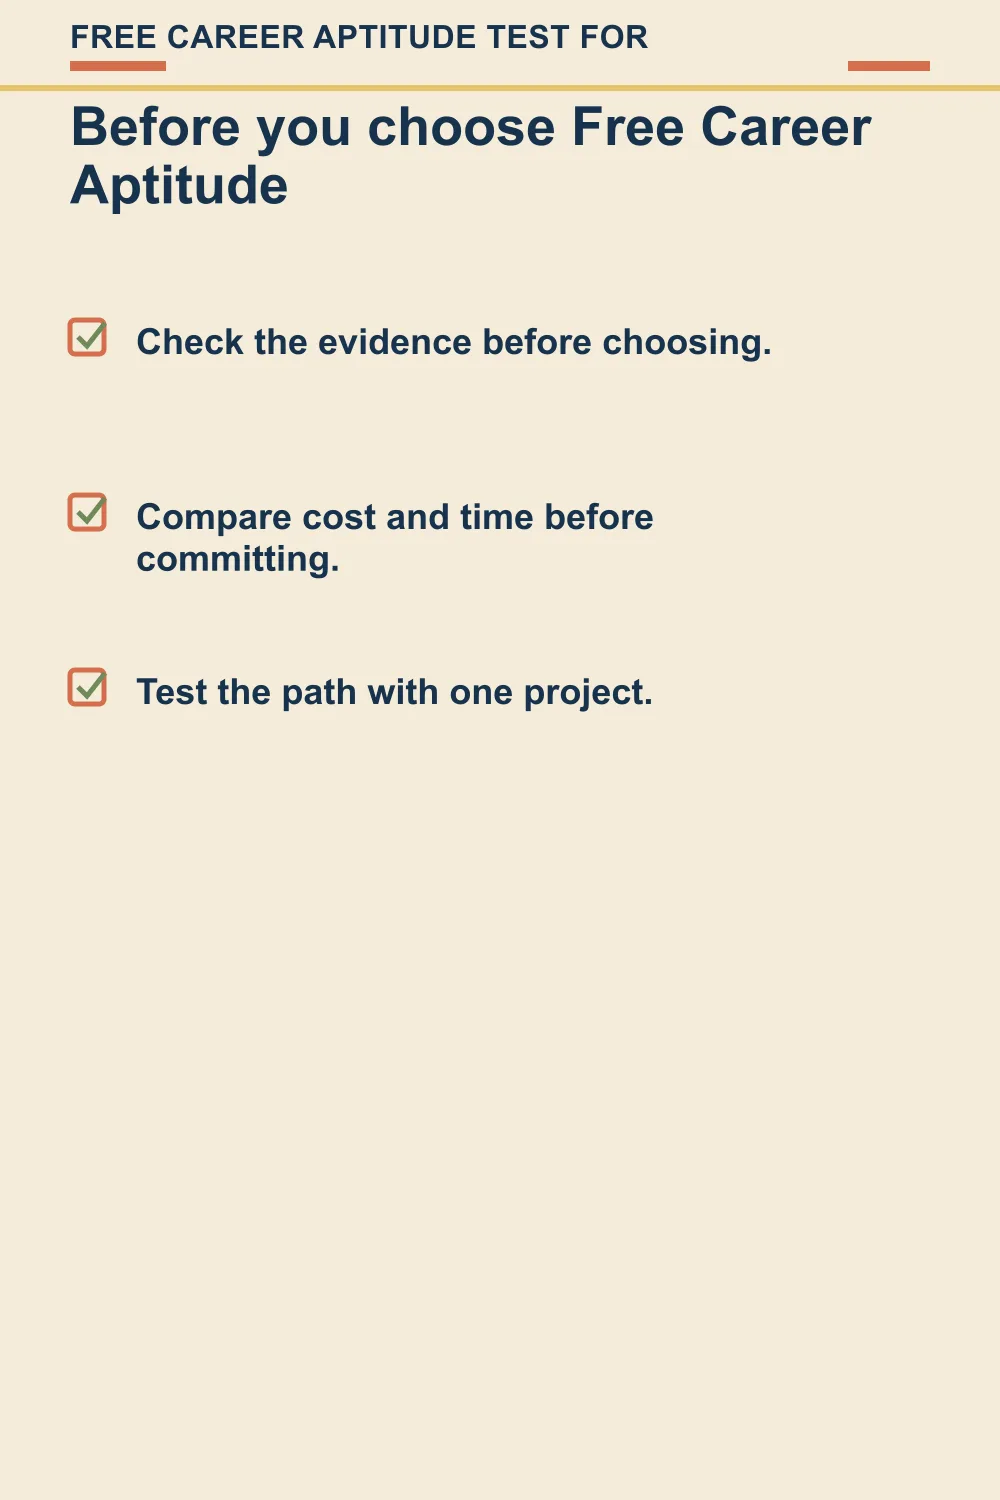 FREE CAREER APTITUDE TEST FOR
Before you choose Free Career
Aptitude
Check the evidence before choosing.
Compare cost and time before
committing.
Test the path with one project.